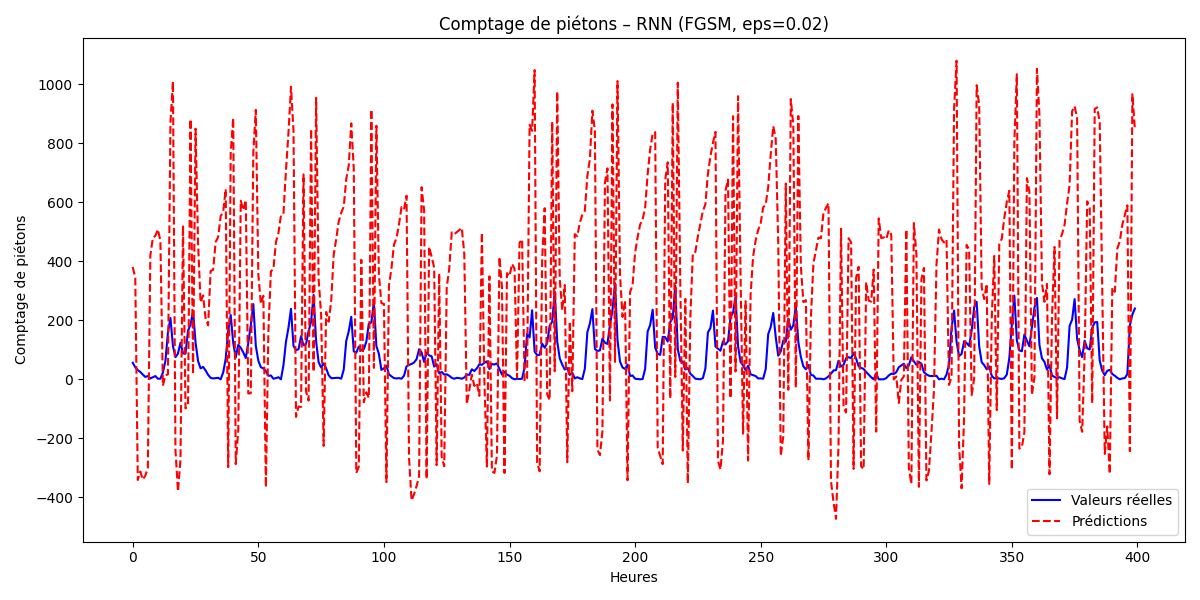 Comptage de piétons – RNN (FGSM, eps=0.02)
Comptage de piétons
1000
800
600
400
200
0
−200
−400
0 50 100 150 200 250 300 350 400
Heures
Valeurs réelles
Prédictions